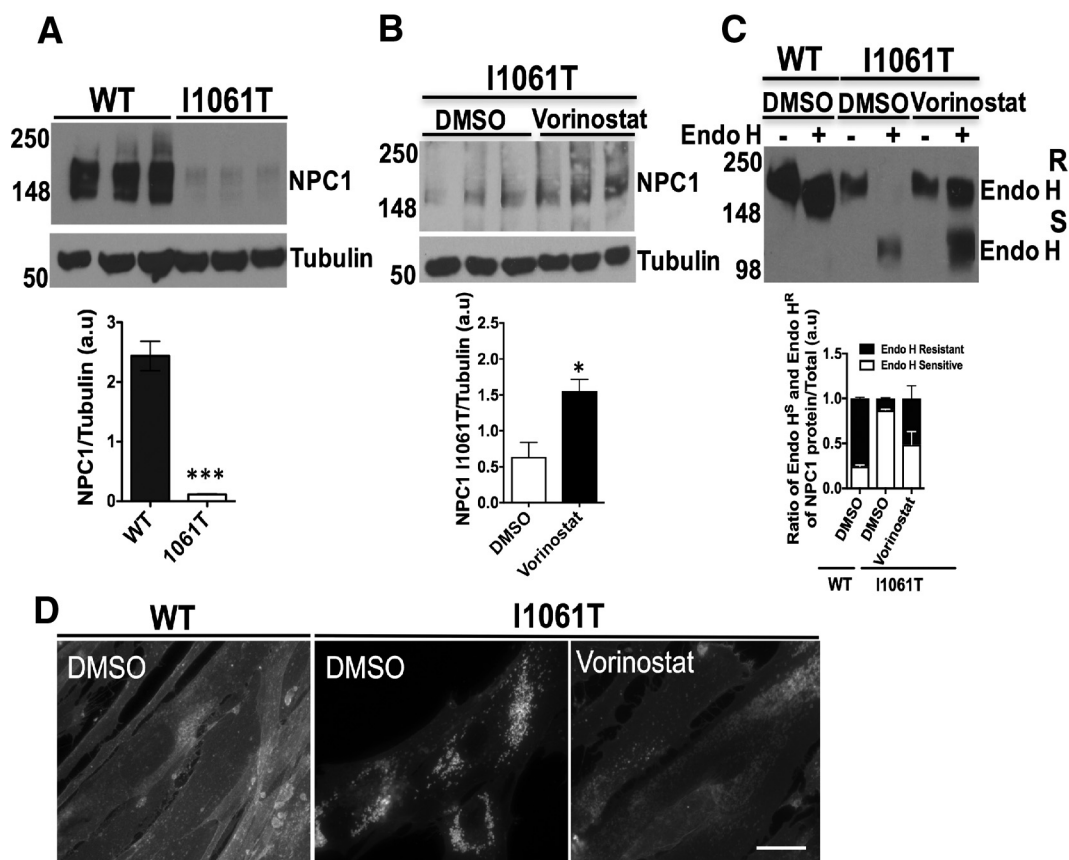 A
WT I1061T
250
148
NPC1
50
Tubulin
NPC1/Tubulin (a.u)
3
2
1
0
***
WT
1061T
B
I1061T
DMSO Vorinostat
250
148
NPC1
50
Tubulin
NPC1 I1061T/Tubulin (a.u)
2.5
2.0
1.5
1.0
0.5
0.0
*
DMSO
Vorinostat
C
WT I1061T
DMSO DMSO Vorinostat
Endo H - + - + - +
250
148
98
R
Endo H
S
Endo H
Ratio of Endo Hˢ and Endo Hᴿ
of NPC1 protein/Total (a.u)
Endo H Resistant
Endo H Sensitive
1.5
1.0
0.5
0.0
DMSO
DMSO
Vorinostat
WT I1061T
D
WT I1061T
DMSO DMSO Vorinostat